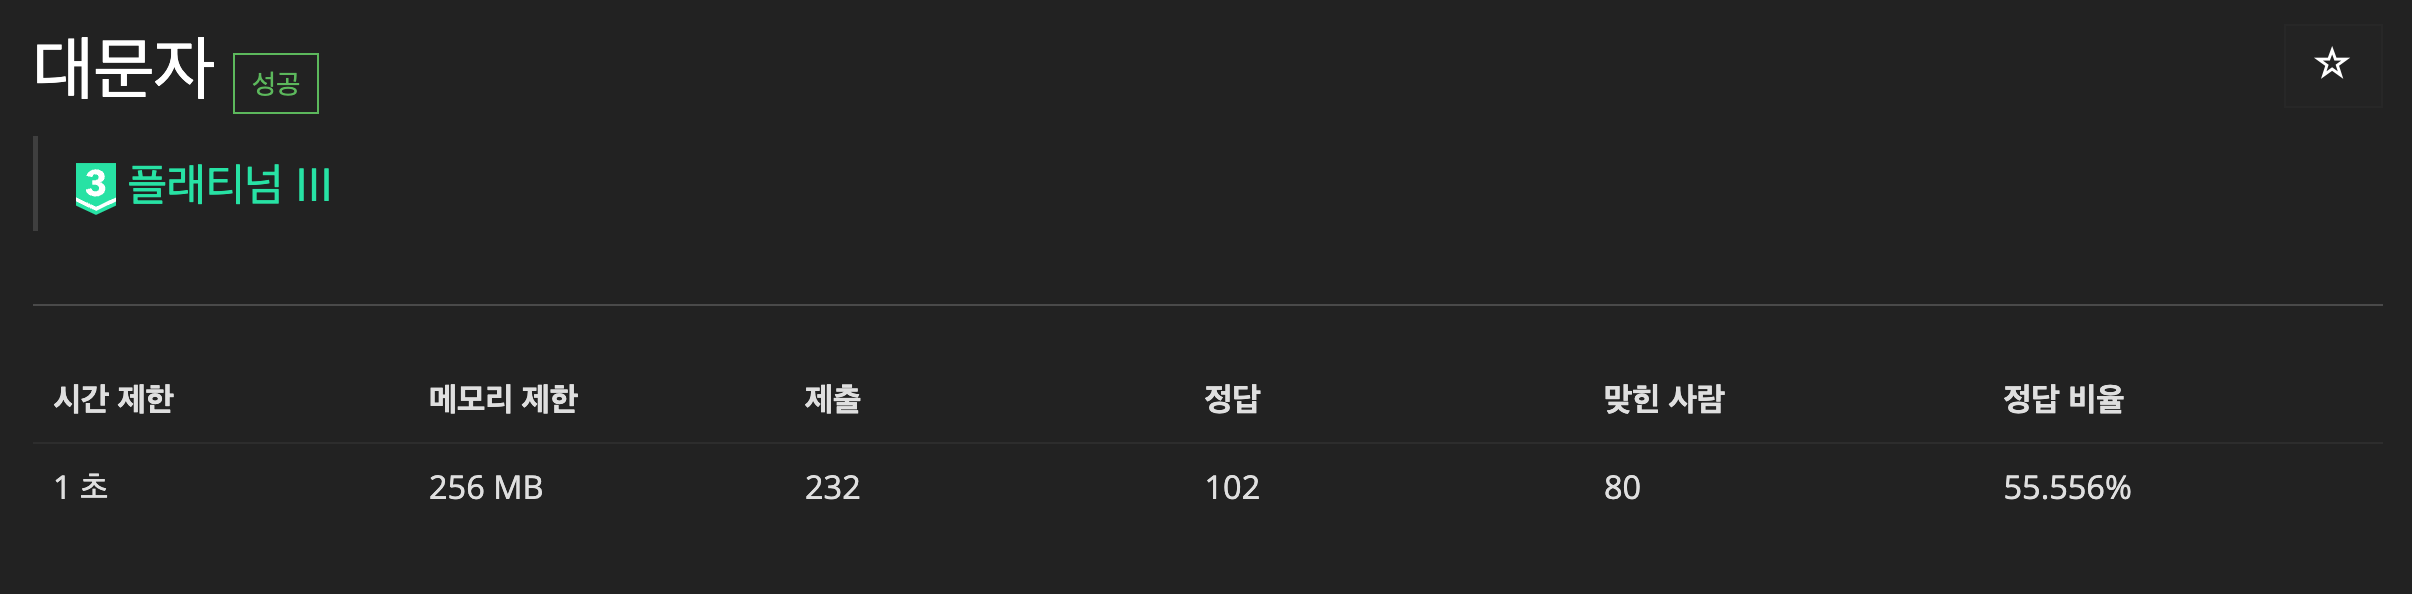 대문자 성공
3 플래티넘 III
시간 제한 메모리 제한 제출 정답 맞힌 사람 정답 비율
1 초 256 MB 232 102 80 55.556%